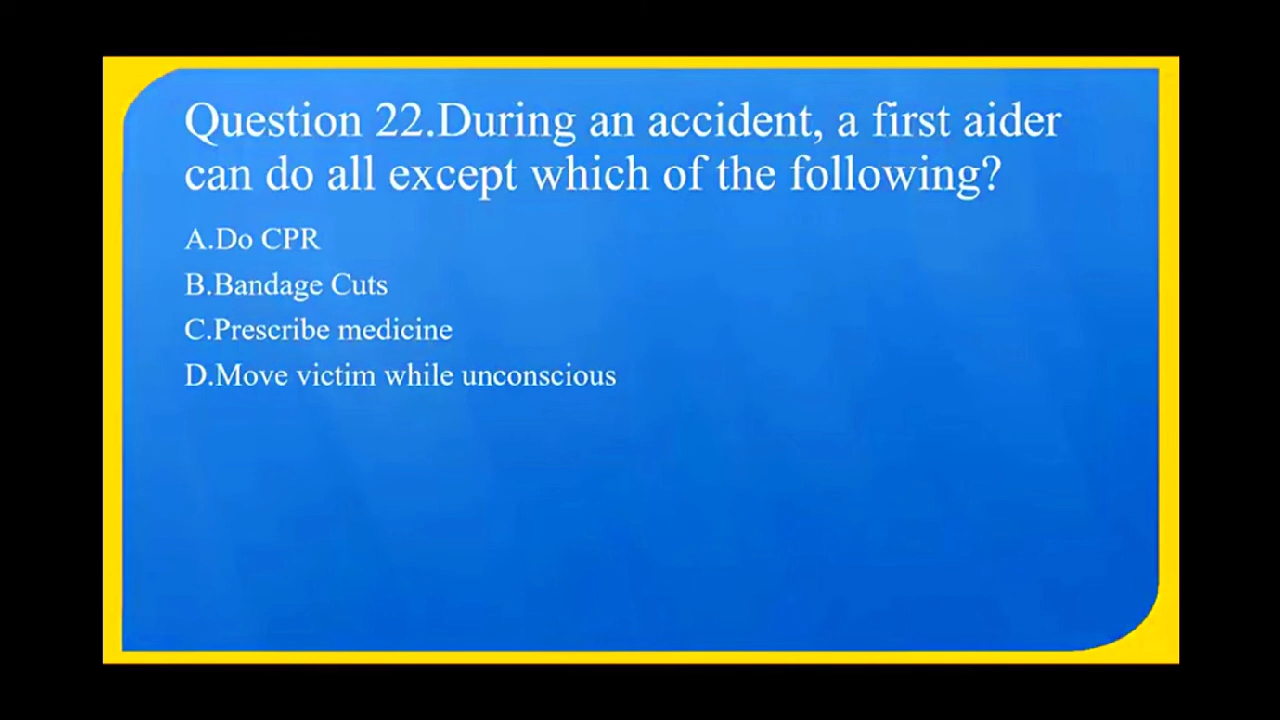 Question 22.During an accident, a first aider
can do all except which of the following?
A.Do CPR
B.Bandage Cuts
C.Prescribe medicine
D.Move victim while unconscious